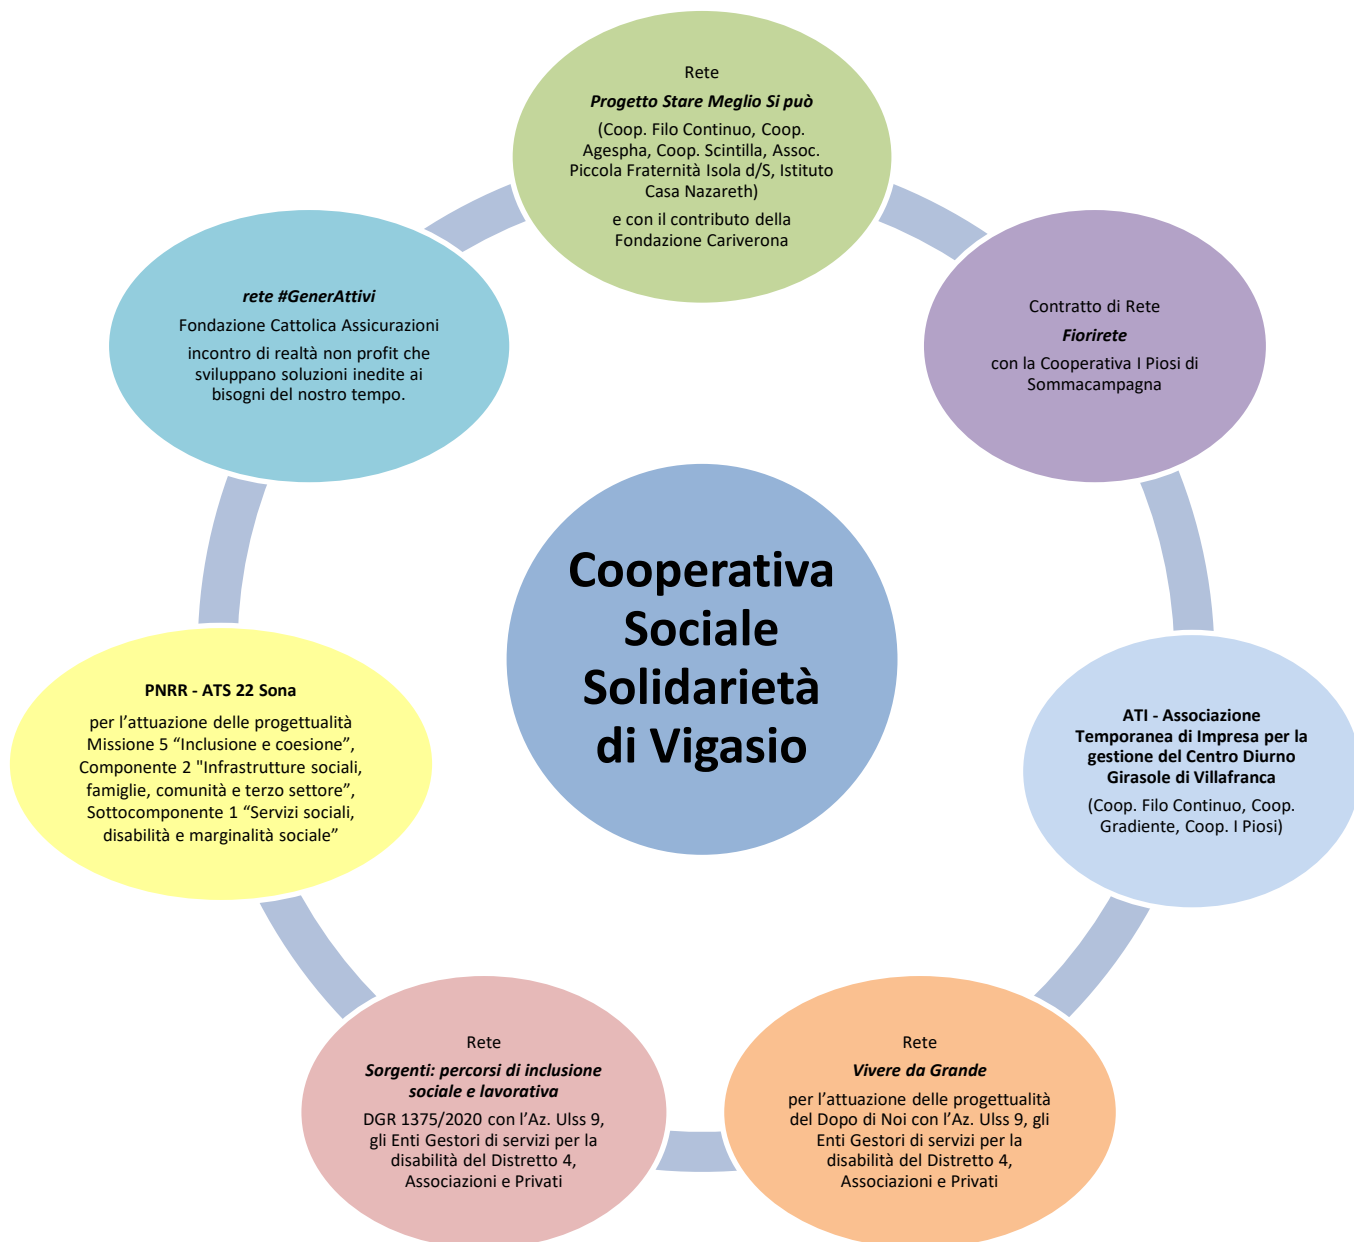 Rete
Progetto Stare Meglio Si può
(Coop. Filo Continuo, Coop.
Agespha, Coop. Scintilla, Assoc.
Piccola Fraternità Isola d/S, Istituto
Casa Nazareth)
e con il contributo della
Fondazione Cariverona
Contratto di Rete
Fiorirete
con la Cooperativa I Piosi di
Sommacampagna
ATI - Associazione
Temporanea di Impresa per la
gestione del Centro Diurno
Girasole di Villafranca
(Coop. Filo Continuo, Coop.
Gradiente, Coop. I Piosi)
Rete
Vivere da Grande
per l’attuazione delle progettualità
del Dopo di Noi con l’Az. Ulss 9, gli
Enti Gestori di servizi per la
disabilità del Distretto 4,
Associazioni e Privati
Rete
Sorgenti: percorsi di inclusione
sociale e lavorativa
DGR 1375/2020 con l’Az. Ulss 9,
gli Enti Gestori di servizi per la
disabilità del Distretto 4,
Associazioni e Privati
PNRR - ATS 22 Sona
per l’attuazione delle progettualità
Missione 5 “Inclusione e coesione”,
Componente 2 "Infrastrutture sociali,
famiglie, comunità e terzo settore”,
Sottocomponente 1 “Servizi sociali,
disabilità e marginalità sociale”
rete #GenerAttivi
Fondazione Cattolica Assicurazioni
incontro di realtà non profit che
sviluppano soluzioni inedite ai
bisogni del nostro tempo.
Cooperativa
Sociale
Solidarietà
di Vigasio